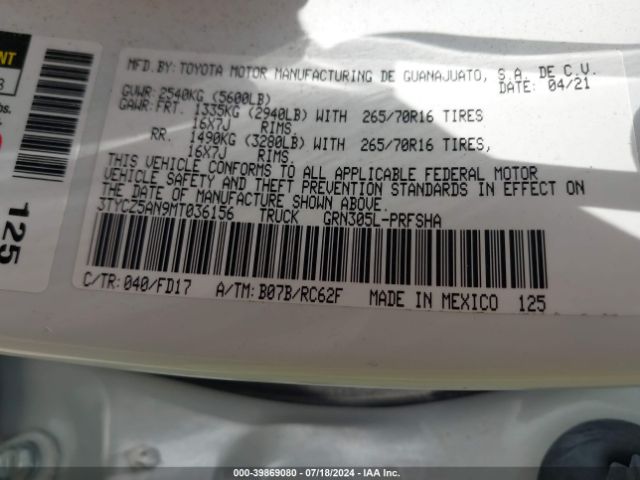 MFD.BY: TOYOTA MOTOR MANUFACTURING DE GUANAJUATO, S.A. DE C.V.
DATE: 04/21
GVWR: 2540KG (5600LB)
GAWR: FRT. 1335KG (2940LB) WITH 265/70R16 TIRES
16X7J RIMS,
RR. 1490KG (3280LB) WITH 265/70R16 TIRES,
16X7J RIMS,
THIS VEHICLE CONFORMS TO ALL APPLICABLE FEDERAL MOTOR
VEHICLE SAFETY AND THEFT PREVENTION STANDARDS IN EFFECT ON
THE DATE OF MANUFACTURE SHOWN ABOVE.
3TYCZ5AN9MT036156 TRUCK GRN305L-PRFSHA
C/TR: 040/FD17 A/TM: B07B/RC62F MADE IN MEXICO 125
NT
3
lbs.
125
000-39869080 - 07/18/2024 - IAA Inc.